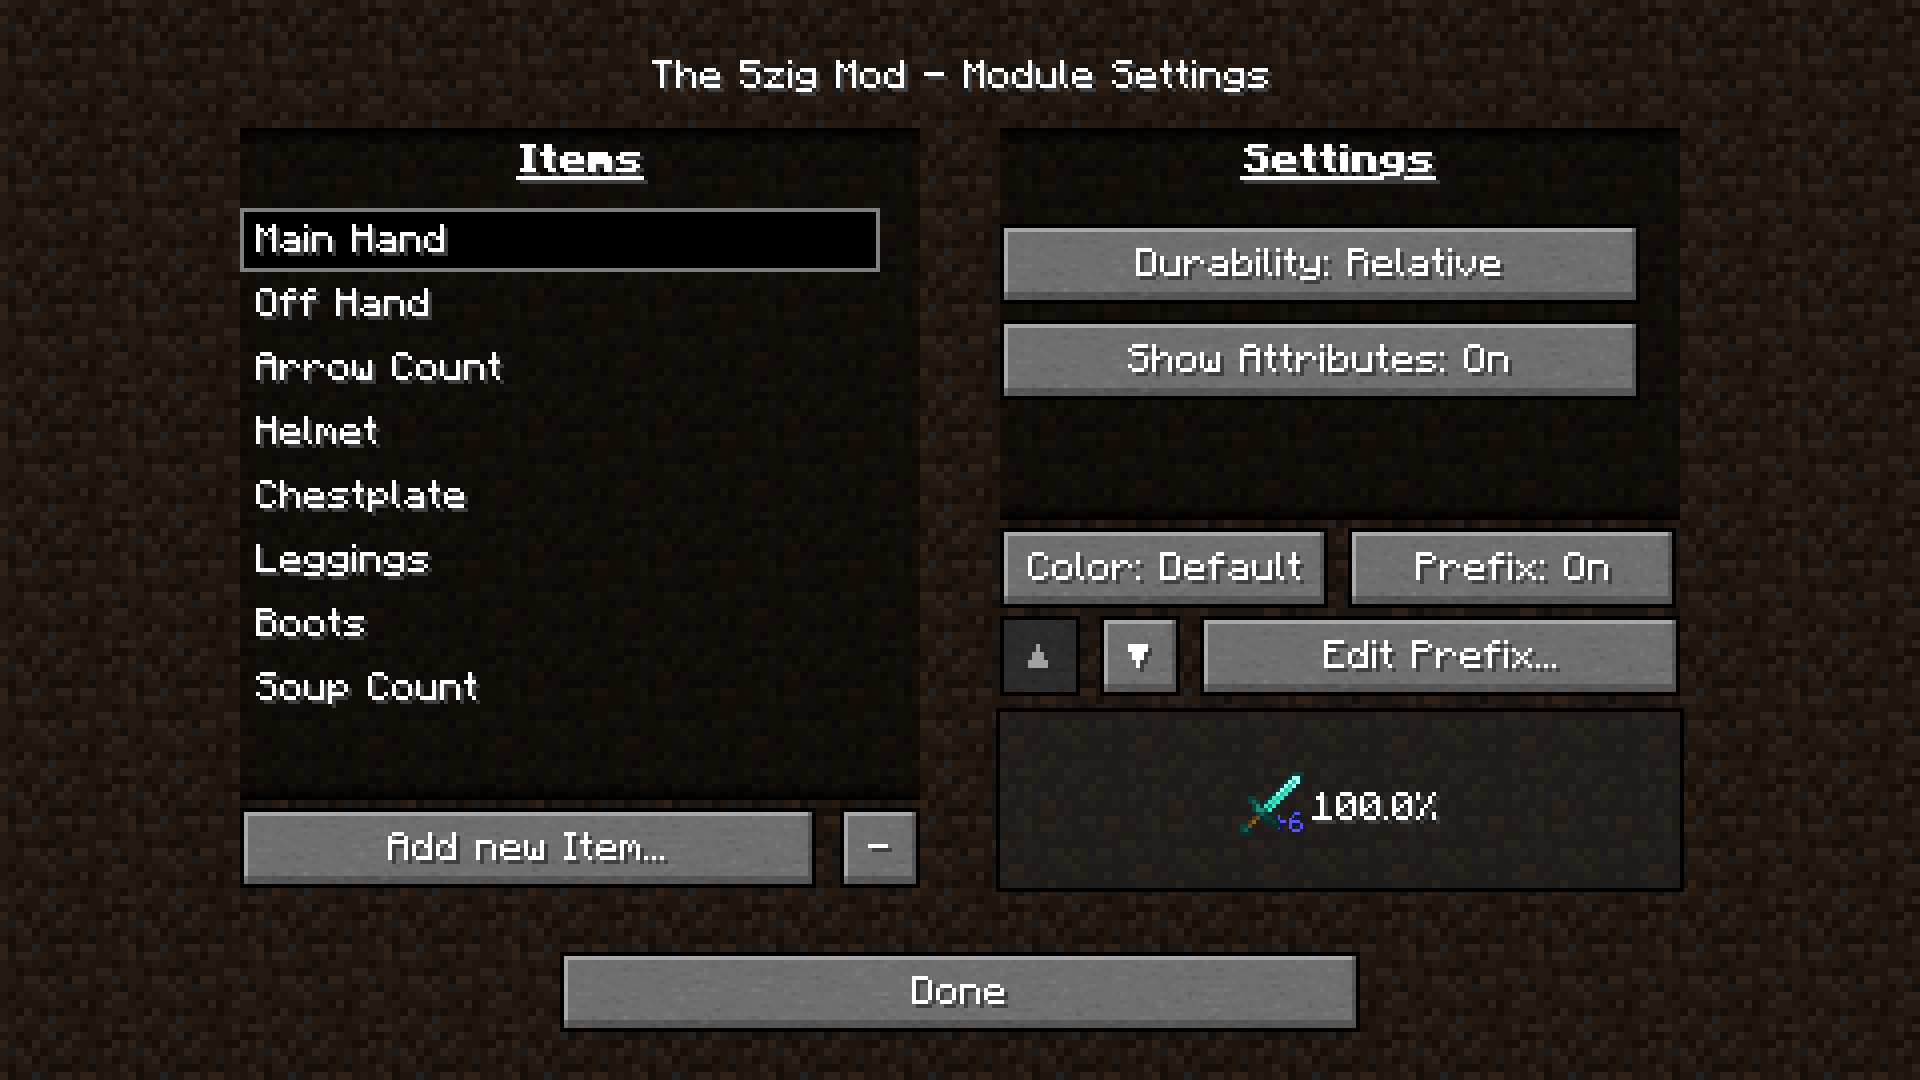 The 5zig Mod - Module Settings
Items
Main Hand
Off Hand
Arrow Count
Helmet
Chestplate
Leggings
Boots
Soup Count
Add new Item...
-
Settings
Durability: Relative
Show Attributes: On
Color: Default
Prefix: On
▲
▼
Edit Prefix...
+6
100.0%
Done